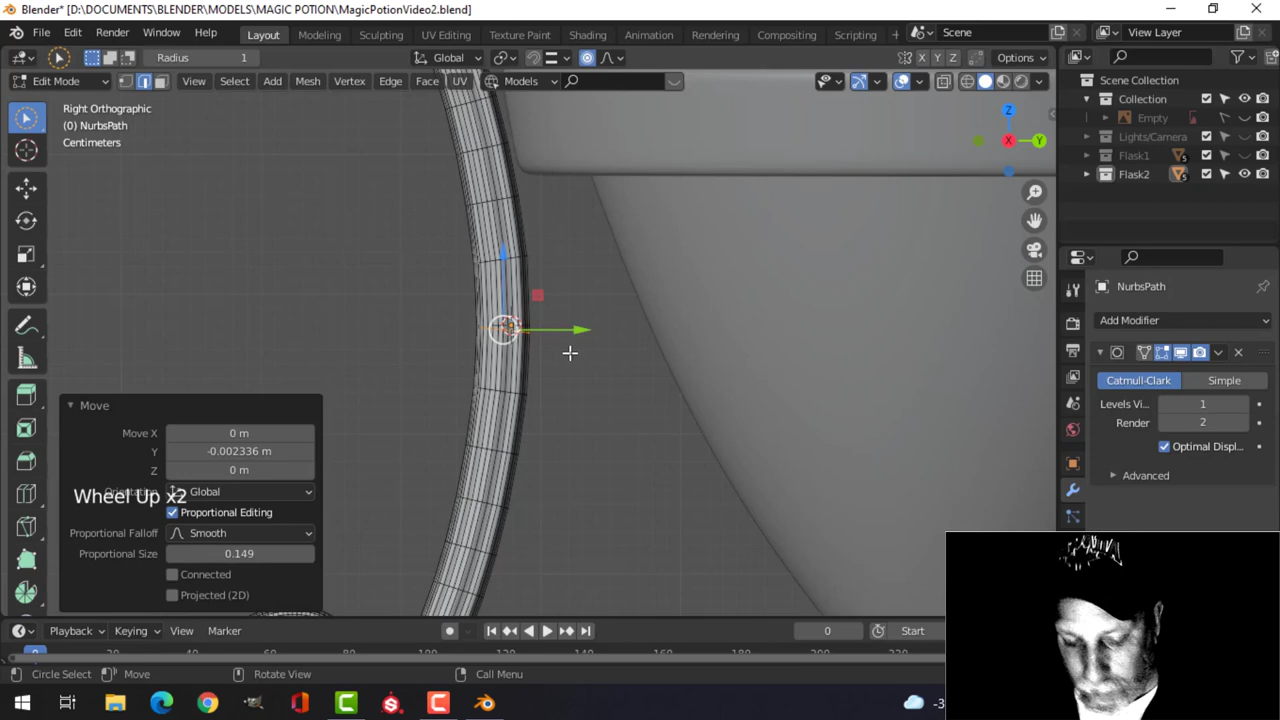 Blender* [D:\DOCUMENTS\BLENDER\MODELS\MAGIC POTION\MagicPotionVideo2.blend]
File Edit Render Window Help Layout Modeling Sculpting UV Editing Texture Paint Shading Animation Rendering Compositing Scripting Scene View Layer
Radius 1 Global X Y Z Options
Edit Mode View Select Add Mesh Vertex Edge Face UV Models
Right Orthographic
(0) NurbsPath
Centimeters
Z
X Y
Scene Collection
Collection
Empty
Lights/Camera
Flask1 5
Flask2 5
NurbsPath
Add Modifier
Catmull-Clark Simple
Levels Vi... 1
Render 2
Optimal Displ...
Advanced
Move
Move X 0 m
Y -0.002336 m
Z 0 m
Global
Wheel Up x2
Proportional Editing
Proportional Falloff Smooth
Proportional Size 0.149
Connected
Projected (2D)
Playback Keying View Marker 0 Start
0
Circle Select Move Rotate View Call Menu
-3